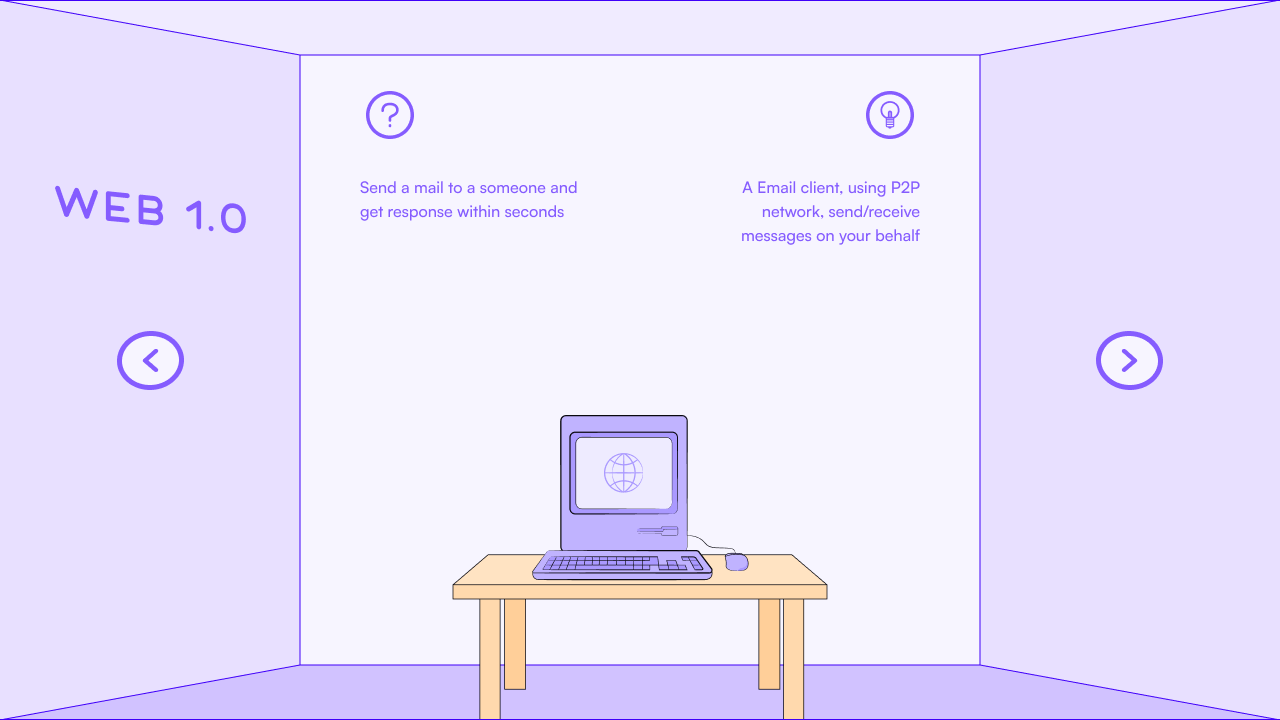 WEB 1.0
Send a mail to a someone and
get response within seconds
A Email client, using P2P
network, send/receive
messages on your behalf